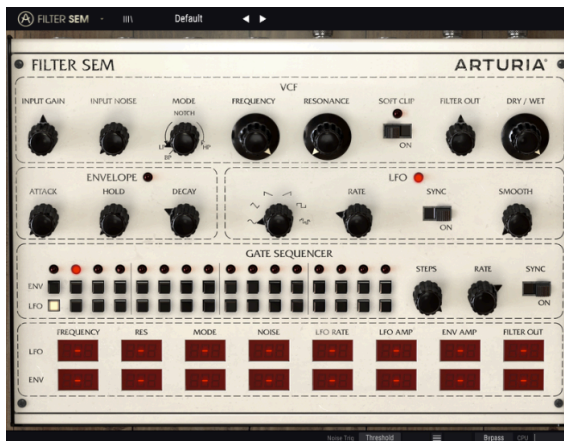 FILTER SEM
Default
FILTER SEM ARTURIA
VCF
INPUT GAIN INPUT NOISE MODE FREQUENCY RESONANCE SOFT CLIP FILTER OUT DRY / WET
NOTCH
LP HP
BP
ON
ENVELOPE LFO
ATTACK HOLD DECAY RATE SYNC SMOOTH
ON
GATE SEQUENCER
STEPS RATE SYNC
ENV
ON
LFO
FREQUENCY RES MODE NOISE LFO RATE LFO AMP ENV AMP FILTER OUT
LFO - - - - - - - -
ENV - - - - - - - -
Noise Trig Threshold Bypass CPU